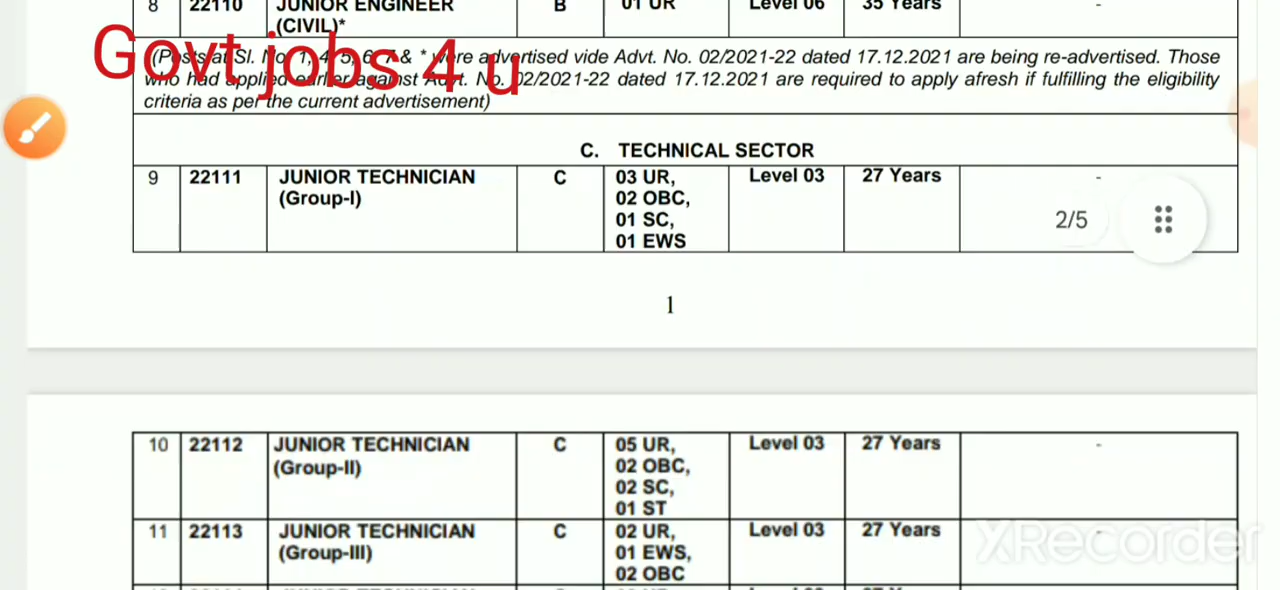 8 22110 JUNIOR ENGINEER (CIVIL)* B 01 UR Level 06 35 Years -
Govt jobs 4 u
(Posts at Sl. No. 1, 4, 5, 6, 7 & * were advertised vide Advt. No. 02/2021-22 dated 17.12.2021 are being re-advertised. Those
who had applied earlier against Advt. No. 02/2021-22 dated 17.12.2021 are required to apply afresh if fulfilling the eligibility
criteria as per the current advertisement)
C. TECHNICAL SECTOR
9 22111 JUNIOR TECHNICIAN C 03 UR, Level 03 27 Years -
(Group-I) 02 OBC,
01 SC,
01 EWS
2/5
1
10 22112 JUNIOR TECHNICIAN C 05 UR, Level 03 27 Years -
(Group-II) 02 OBC,
02 SC,
01 ST
11 22113 JUNIOR TECHNICIAN C 02 UR, Level 03 27 Years -
(Group-III) 01 EWS,
02 OBC
XRecorder